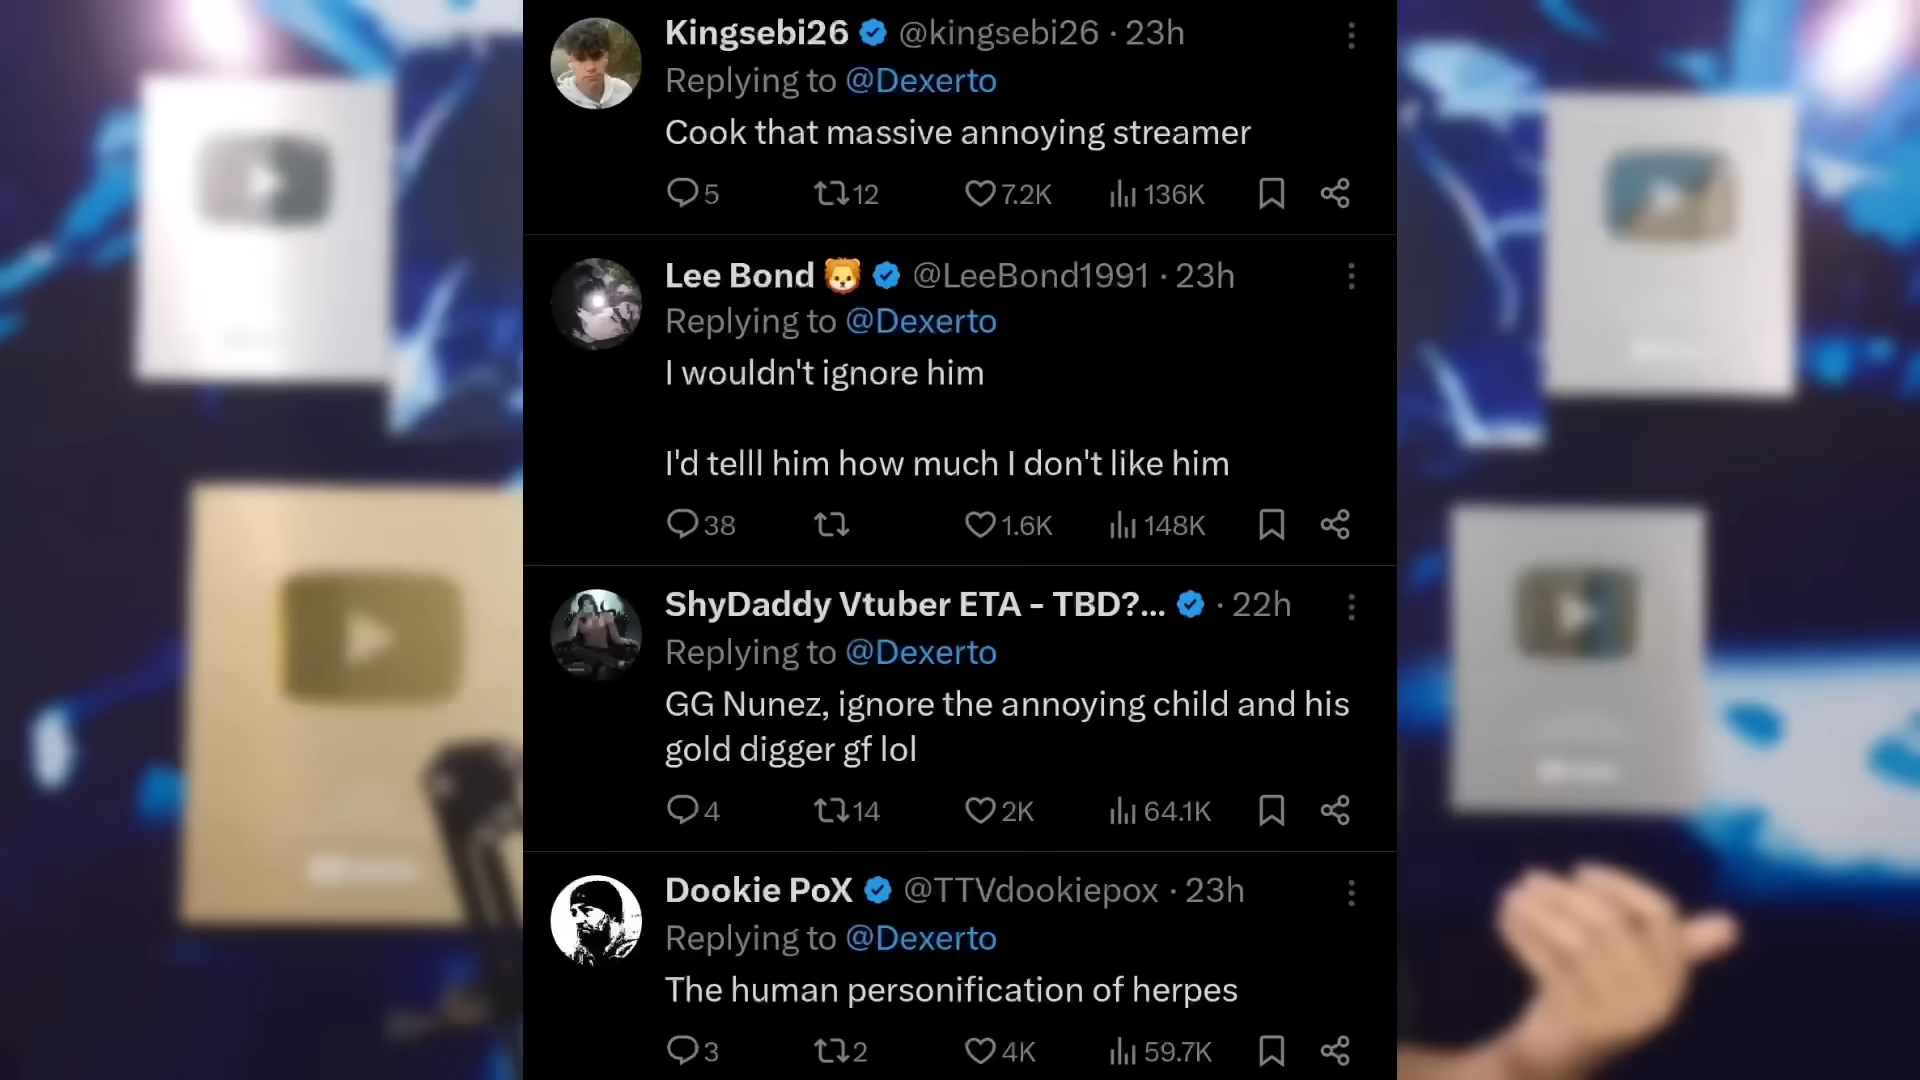 Kingsebi26 @kingsebi26 · 23h
Replying to @Dexerto
Cook that massive annoying streamer
5 12 7.2K 136K
Lee Bond 🦁 @LeeBond1991 · 23h
Replying to @Dexerto
I wouldn't ignore him
I'd telll him how much I don't like him
38 1.6K 148K
ShyDaddy Vtuber ETA - TBD?... · 22h
Replying to @Dexerto
GG Nunez, ignore the annoying child and his
gold digger gf lol
4 14 2K 64.1K
Dookie PoX @TTVdookiepox · 23h
Replying to @Dexerto
The human personification of herpes
3 2 4K 59.7K